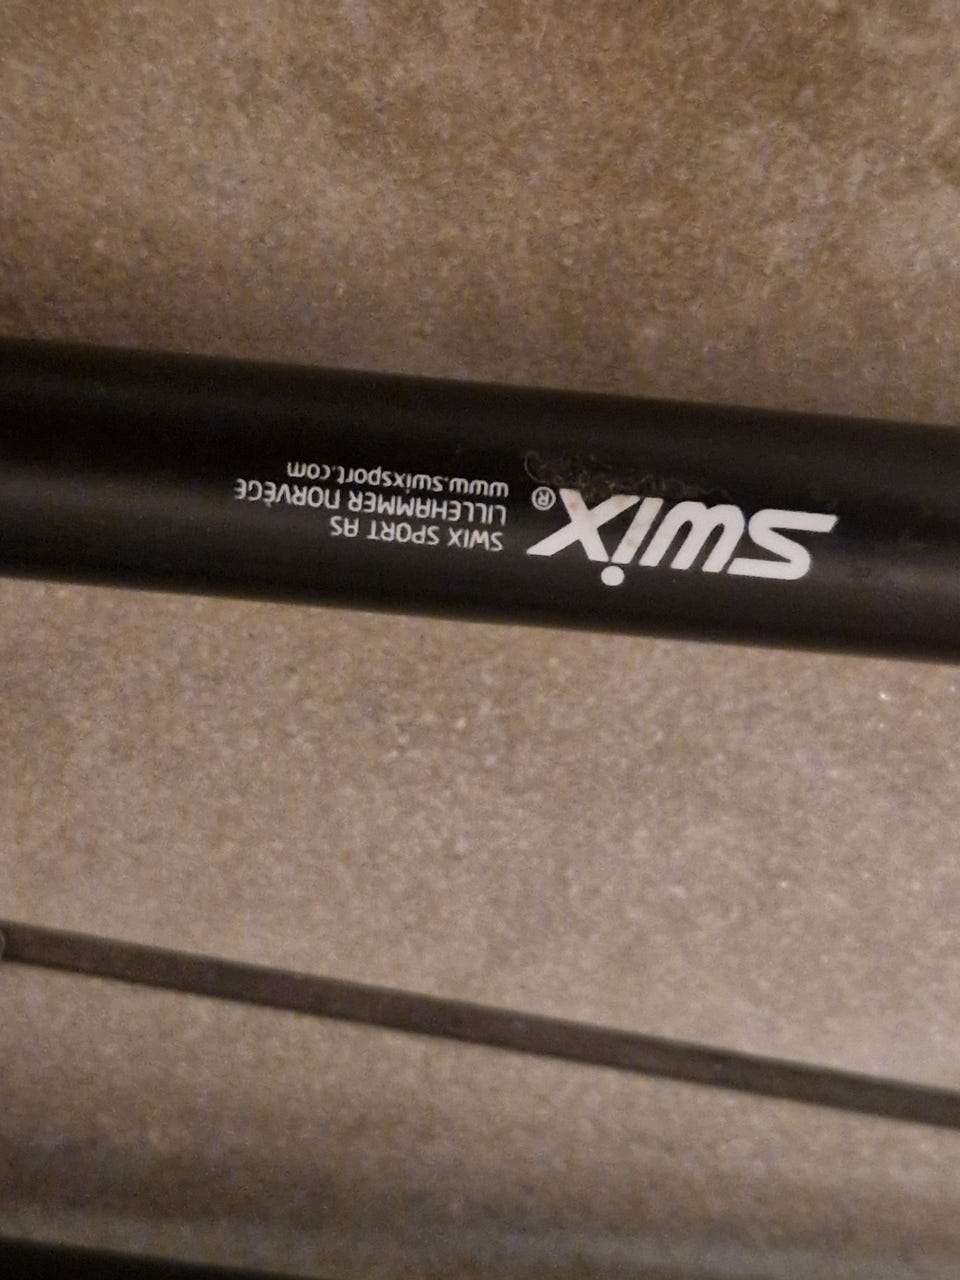 SWIX®
SWIX SPORT AS
LILLEHAMMER NORVÈGE
www.swixsport.com